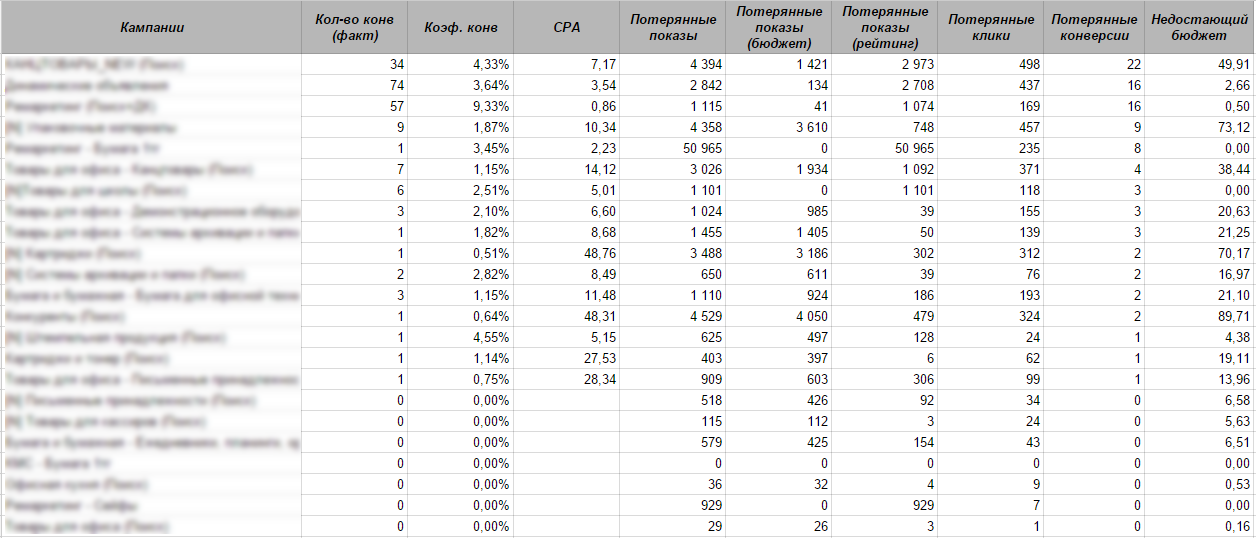 Кампании
Кол-во конв (факт)
Коэф. конв
CPA
Потерянные показы
Потерянные показы (бюджет)
Потерянные показы (рейтинг)
Потерянные клики
Потерянные конверсии
Недостающий бюджет
34 4,33% 7,17 4 394 1 421 2 973 498 22 49,91
74 3,64% 3,54 2 842 134 2 708 437 16 2,66
57 9,33% 0,86 1 115 41 1 074 169 16 0,50
9 1,87% 10,34 4 358 3 610 748 457 9 73,12
1 3,45% 2,23 50 965 0 50 965 235 8 0,00
7 1,15% 14,12 3 026 1 934 1 092 371 4 38,44
6 2,51% 5,01 1 101 0 1 101 118 3 0,00
3 2,10% 6,60 1 024 985 39 155 3 20,63
1 1,82% 8,68 1 455 1 405 50 139 3 21,25
1 0,51% 48,76 3 488 3 186 302 312 2 70,17
2 2,82% 8,49 650 611 39 76 2 16,97
3 1,15% 11,48 1 110 924 186 193 2 21,10
1 0,64% 48,31 4 529 4 050 479 324 2 89,71
1 4,55% 5,15 625 497 128 24 1 4,38
1 1,14% 27,53 403 397 6 62 1 19,11
1 0,75% 28,34 909 603 306 99 1 13,96
0 0,00% 518 426 92 34 0 6,58
0 0,00% 115 112 3 24 0 5,63
0 0,00% 579 425 154 43 0 6,51
0 0,00% 0 0 0 0 0 0,00
0 0,00% 36 32 4 9 0 0,53
0 0,00% 929 0 929 7 0 0,00
0 0,00% 29 26 3 1 0 0,16